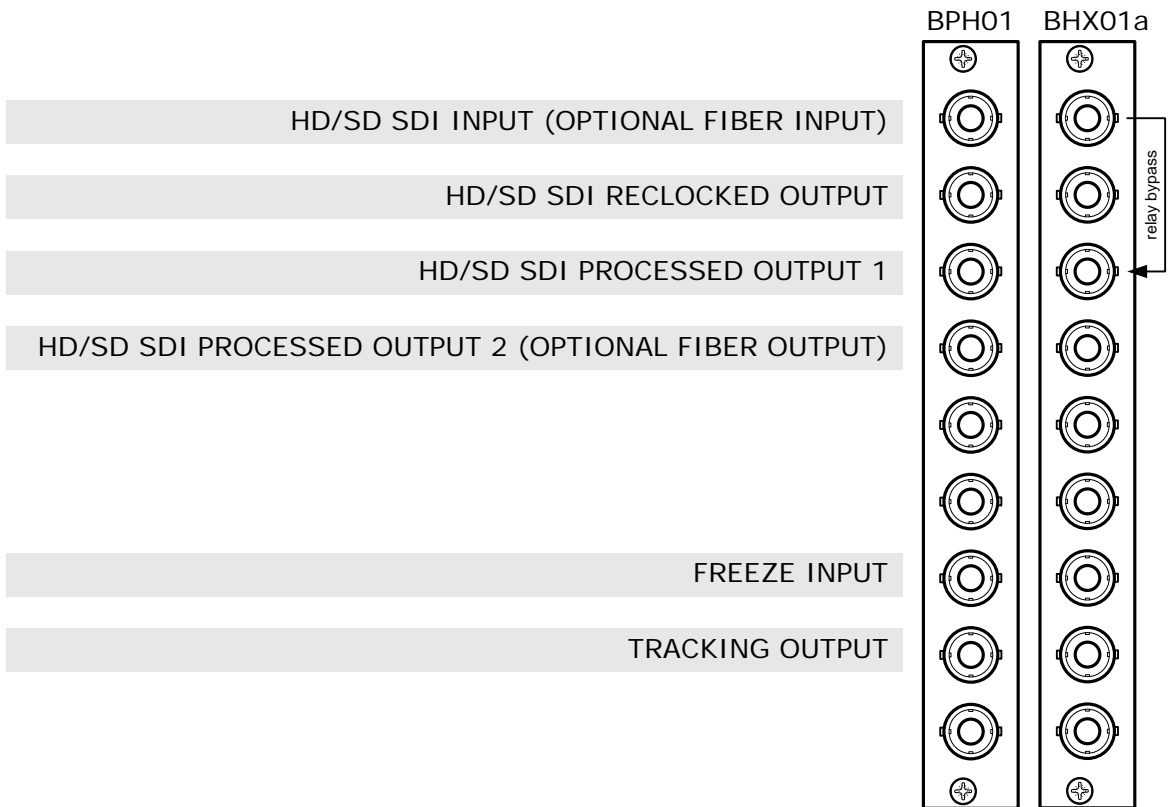 BPH01 BHX01a
HD/SD SDI INPUT (OPTIONAL FIBER INPUT)
HD/SD SDI RECLOCKED OUTPUT
relay bypass
HD/SD SDI PROCESSED OUTPUT 1
HD/SD SDI PROCESSED OUTPUT 2 (OPTIONAL FIBER OUTPUT)
FREEZE INPUT
TRACKING OUTPUT